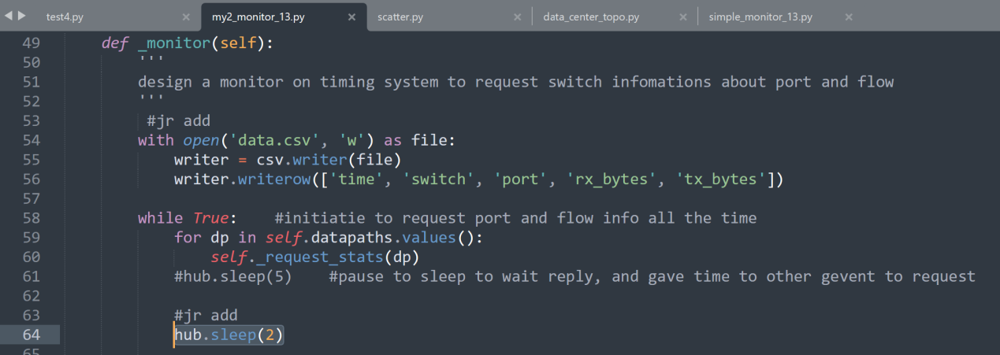 test4.py × my2_monitor_13.py × scatter.py × data_center_topo.py × simple_monitor_13.py ×
49 def _monitor(self):
50 '''
51 design a monitor on timing system to request switch infomations about port and flow
52 '''
53 #jr add
54 with open('data.csv', 'w') as file:
55 writer = csv.writer(file)
56 writer.writerow(['time', 'switch', 'port', 'rx_bytes', 'tx_bytes'])
57
58 while True: #initiatie to request port and flow info all the time
59 for dp in self.datapaths.values():
60 self._request_stats(dp)
61 #hub.sleep(5) #pause to sleep to wait reply, and gave time to other gevent to request
62
63 #jr add
64 hub.sleep(2)
65